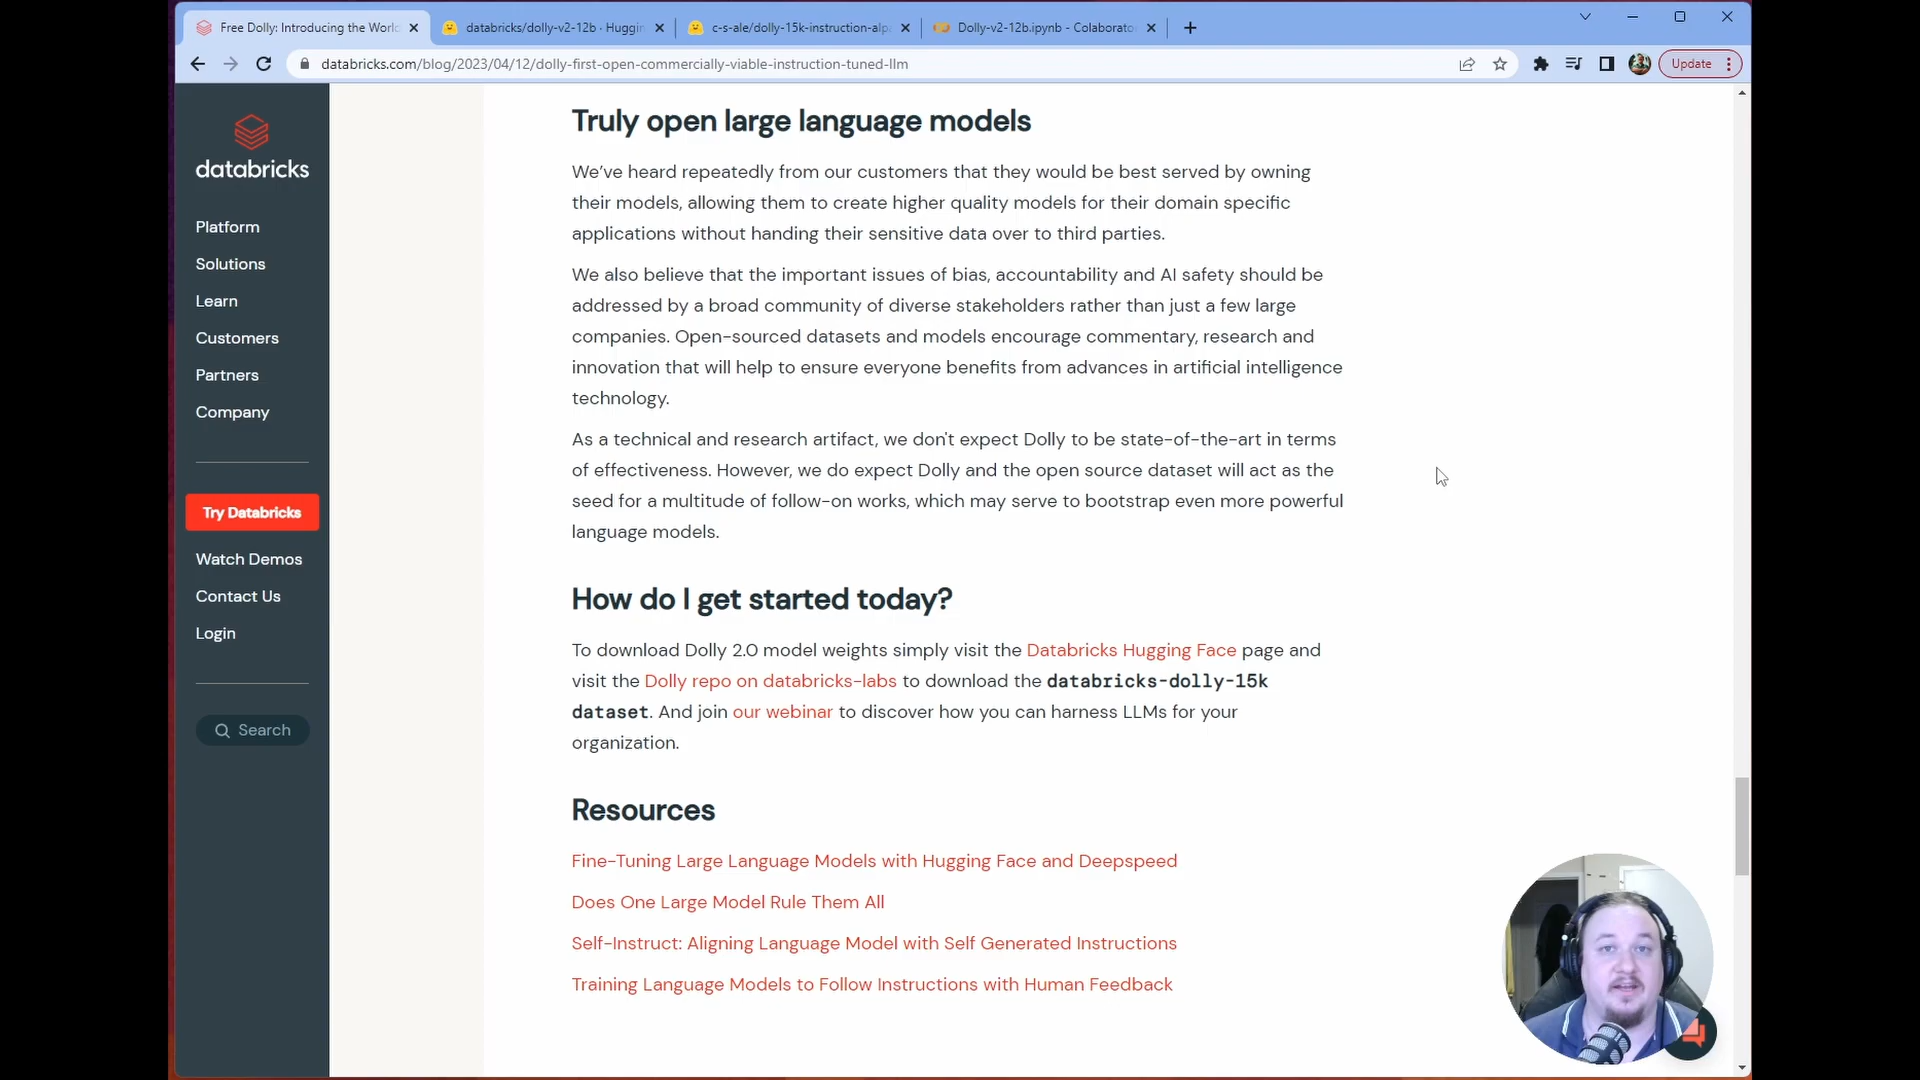 Free Dolly: Introducing the World
databricks/dolly-v2-12b · Huggin
c-s-ale/dolly-15k-instruction-alpa
Dolly-v2-12b.ipynb - Colaborato
databricks.com/blog/2023/04/12/dolly-first-open-commercially-viable-instruction-tuned-llm
Update
databricks
Platform
Solutions
Learn
Customers
Partners
Company
Try Databricks
Watch Demos
Contact Us
Login
Search
Truly open large language models
We've heard repeatedly from our customers that they would be best served by owning
their models, allowing them to create higher quality models for their domain specific
applications without handing their sensitive data over to third parties.
We also believe that the important issues of bias, accountability and AI safety should be
addressed by a broad community of diverse stakeholders rather than just a few large
companies. Open-sourced datasets and models encourage commentary, research and
innovation that will help to ensure everyone benefits from advances in artificial intelligence
technology.
As a technical and research artifact, we don't expect Dolly to be state-of-the-art in terms
of effectiveness. However, we do expect Dolly and the open source dataset will act as the
seed for a multitude of follow-on works, which may serve to bootstrap even more powerful
language models.
How do I get started today?
To download Dolly 2.0 model weights simply visit the Databricks Hugging Face page and
visit the Dolly repo on databricks-labs to download the databricks-dolly-15k
dataset. And join our webinar to discover how you can harness LLMs for your
organization.
Resources
Fine-Tuning Large Language Models with Hugging Face and Deepspeed
Does One Large Model Rule Them All
Self-Instruct: Aligning Language Model with Self Generated Instructions
Training Language Models to Follow Instructions with Human Feedback